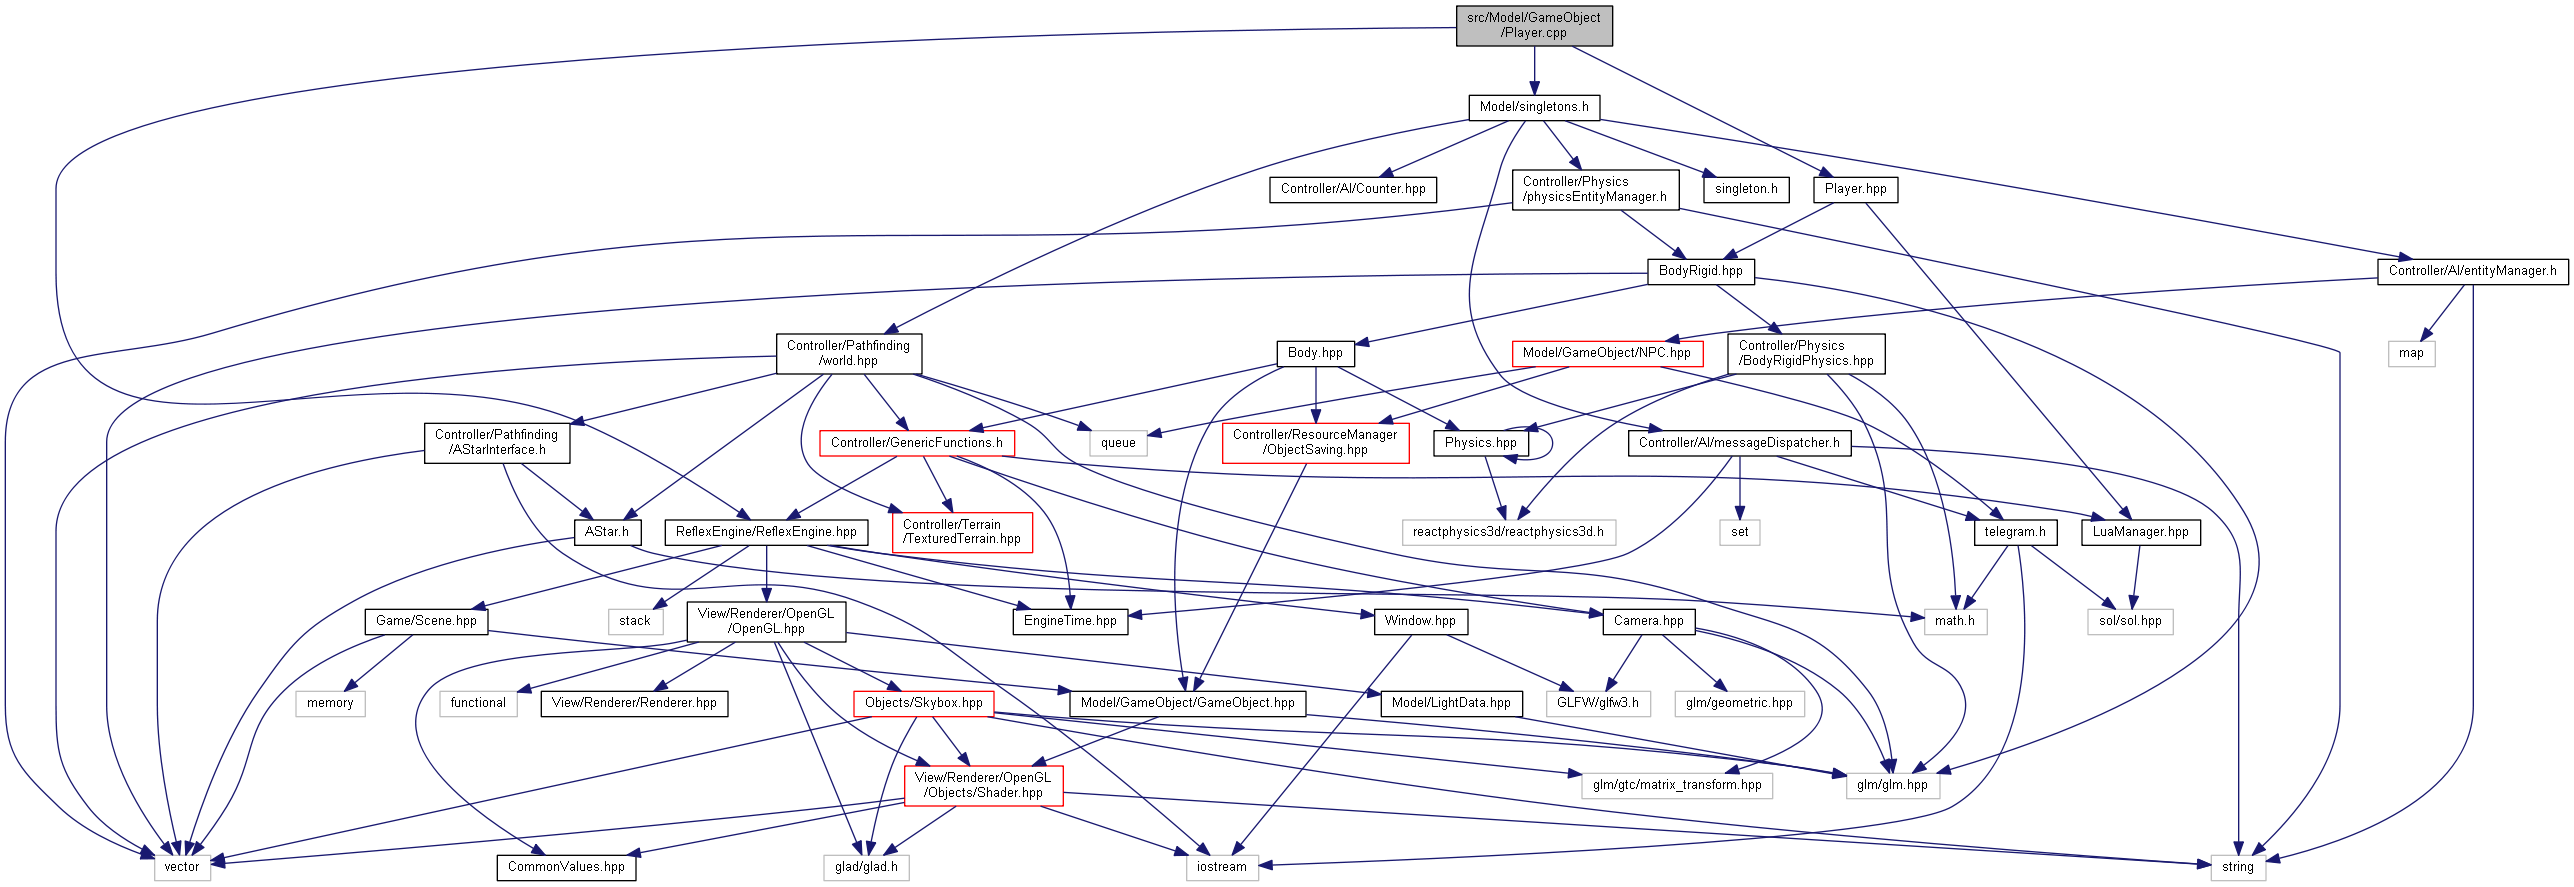 src/Model/GameObject
/Player.cpp
Model/singletons.h
Controller/AI/Counter.hpp
Controller/Physics
/physicsEntityManager.h
singleton.h
Player.hpp
BodyRigid.hpp
Controller/AI/entityManager.h
Controller/Pathfinding
/world.hpp
Body.hpp
Model/GameObject/NPC.hpp
Controller/Physics
/BodyRigidPhysics.hpp
map
Controller/Pathfinding
/AStarInterface.h
Controller/GenericFunctions.h
queue
Controller/ResourceManager
/ObjectSaving.hpp
Physics.hpp
Controller/AI/messageDispatcher.h
AStar.h
ReflexEngine/ReflexEngine.hpp
Controller/Terrain
/TexturedTerrain.hpp
reactphysics3d/reactphysics3d.h
set
telegram.h
LuaManager.hpp
Game/Scene.hpp
stack
View/Renderer/OpenGL
/OpenGL.hpp
EngineTime.hpp
Window.hpp
Camera.hpp
math.h
sol/sol.hpp
memory
functional
View/Renderer/Renderer.hpp
Objects/Skybox.hpp
Model/GameObject/GameObject.hpp
Model/LightData.hpp
GLFW/glfw3.h
glm/geometric.hpp
View/Renderer/OpenGL
/Objects/Shader.hpp
glm/gtc/matrix_transform.hpp
glm/glm.hpp
vector
CommonValues.hpp
glad/glad.h
iostream
string